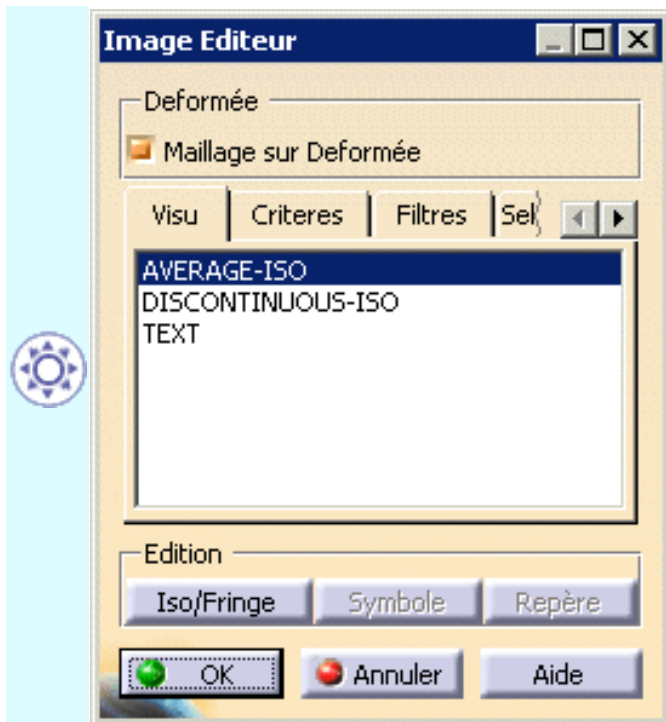 Image Editeur
Deformée
Maillage sur Deformée
Visu Criteres Filtres Sel
AVERAGE-ISO
DISCONTINUOUS-ISO
TEXT
Edition
Iso/Fringe Symbole Repère
OK Annuler Aide